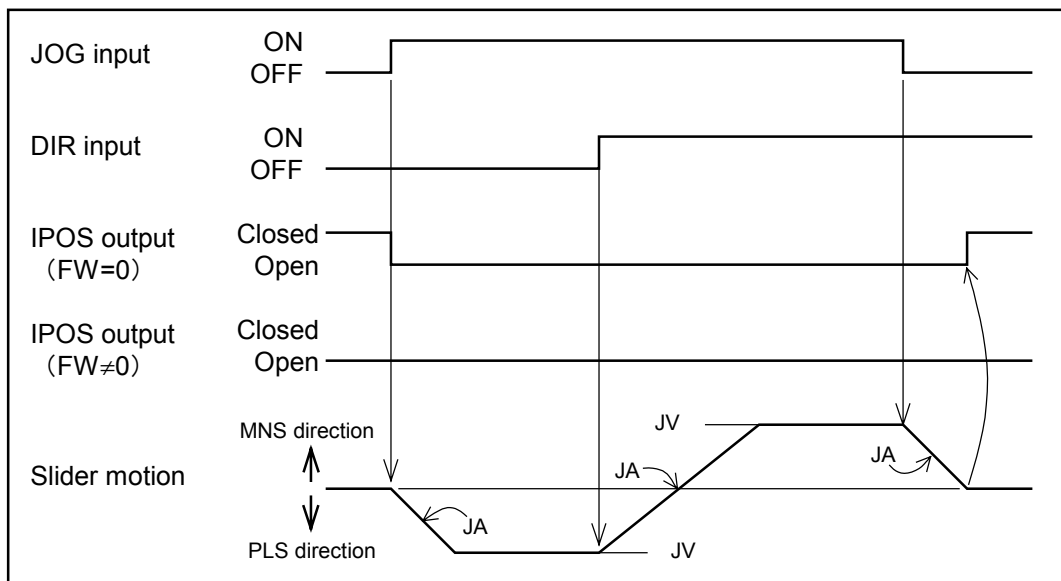 JOG input
ON
OFF
DIR input
ON
OFF
IPOS output
（FW=0）
Closed
Open
IPOS output
（FW≠0）
Closed
Open
MNS direction
Slider motion
PLS direction
JA
JA
JV
JV
JA